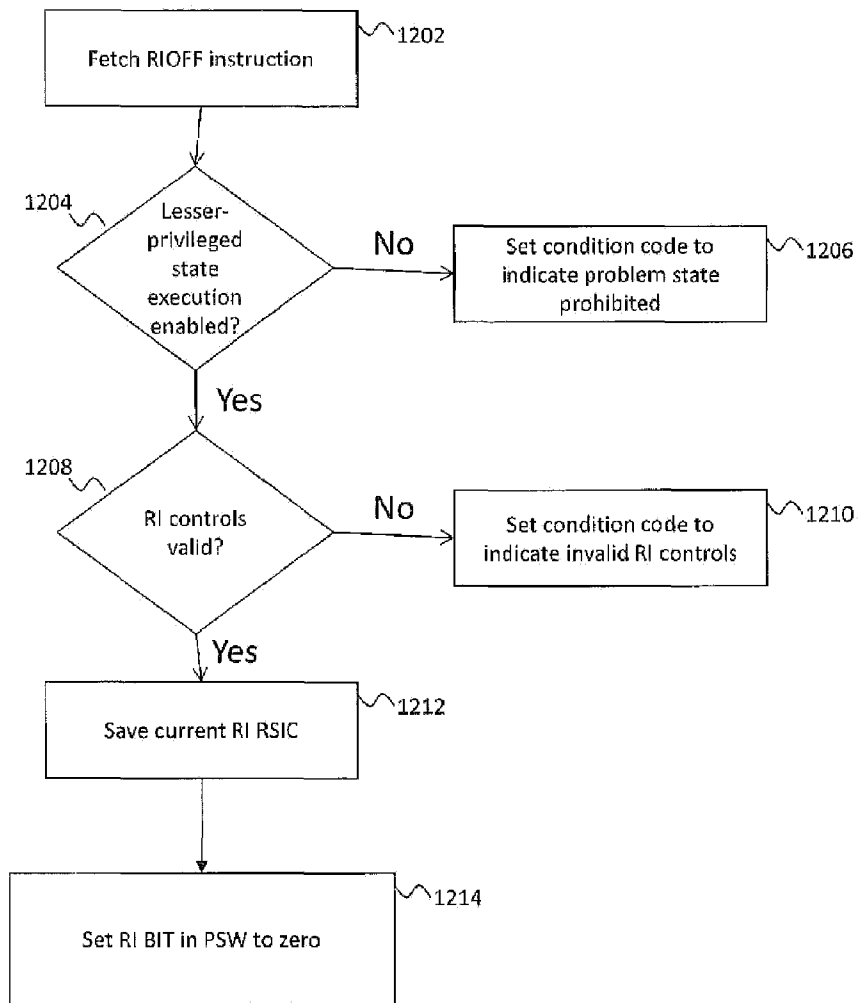 Fetch RIOFF instruction
1202
1204
Lesser-
privileged
state
execution
enabled?
No
Set condition code to
indicate problem state
prohibited
1206
Yes
1208
RI controls
valid?
No
Set condition code to
indicate invalid RI controls
1210
Yes
Save current RI RSIC
1212
Set RI BIT in PSW to zero
1214